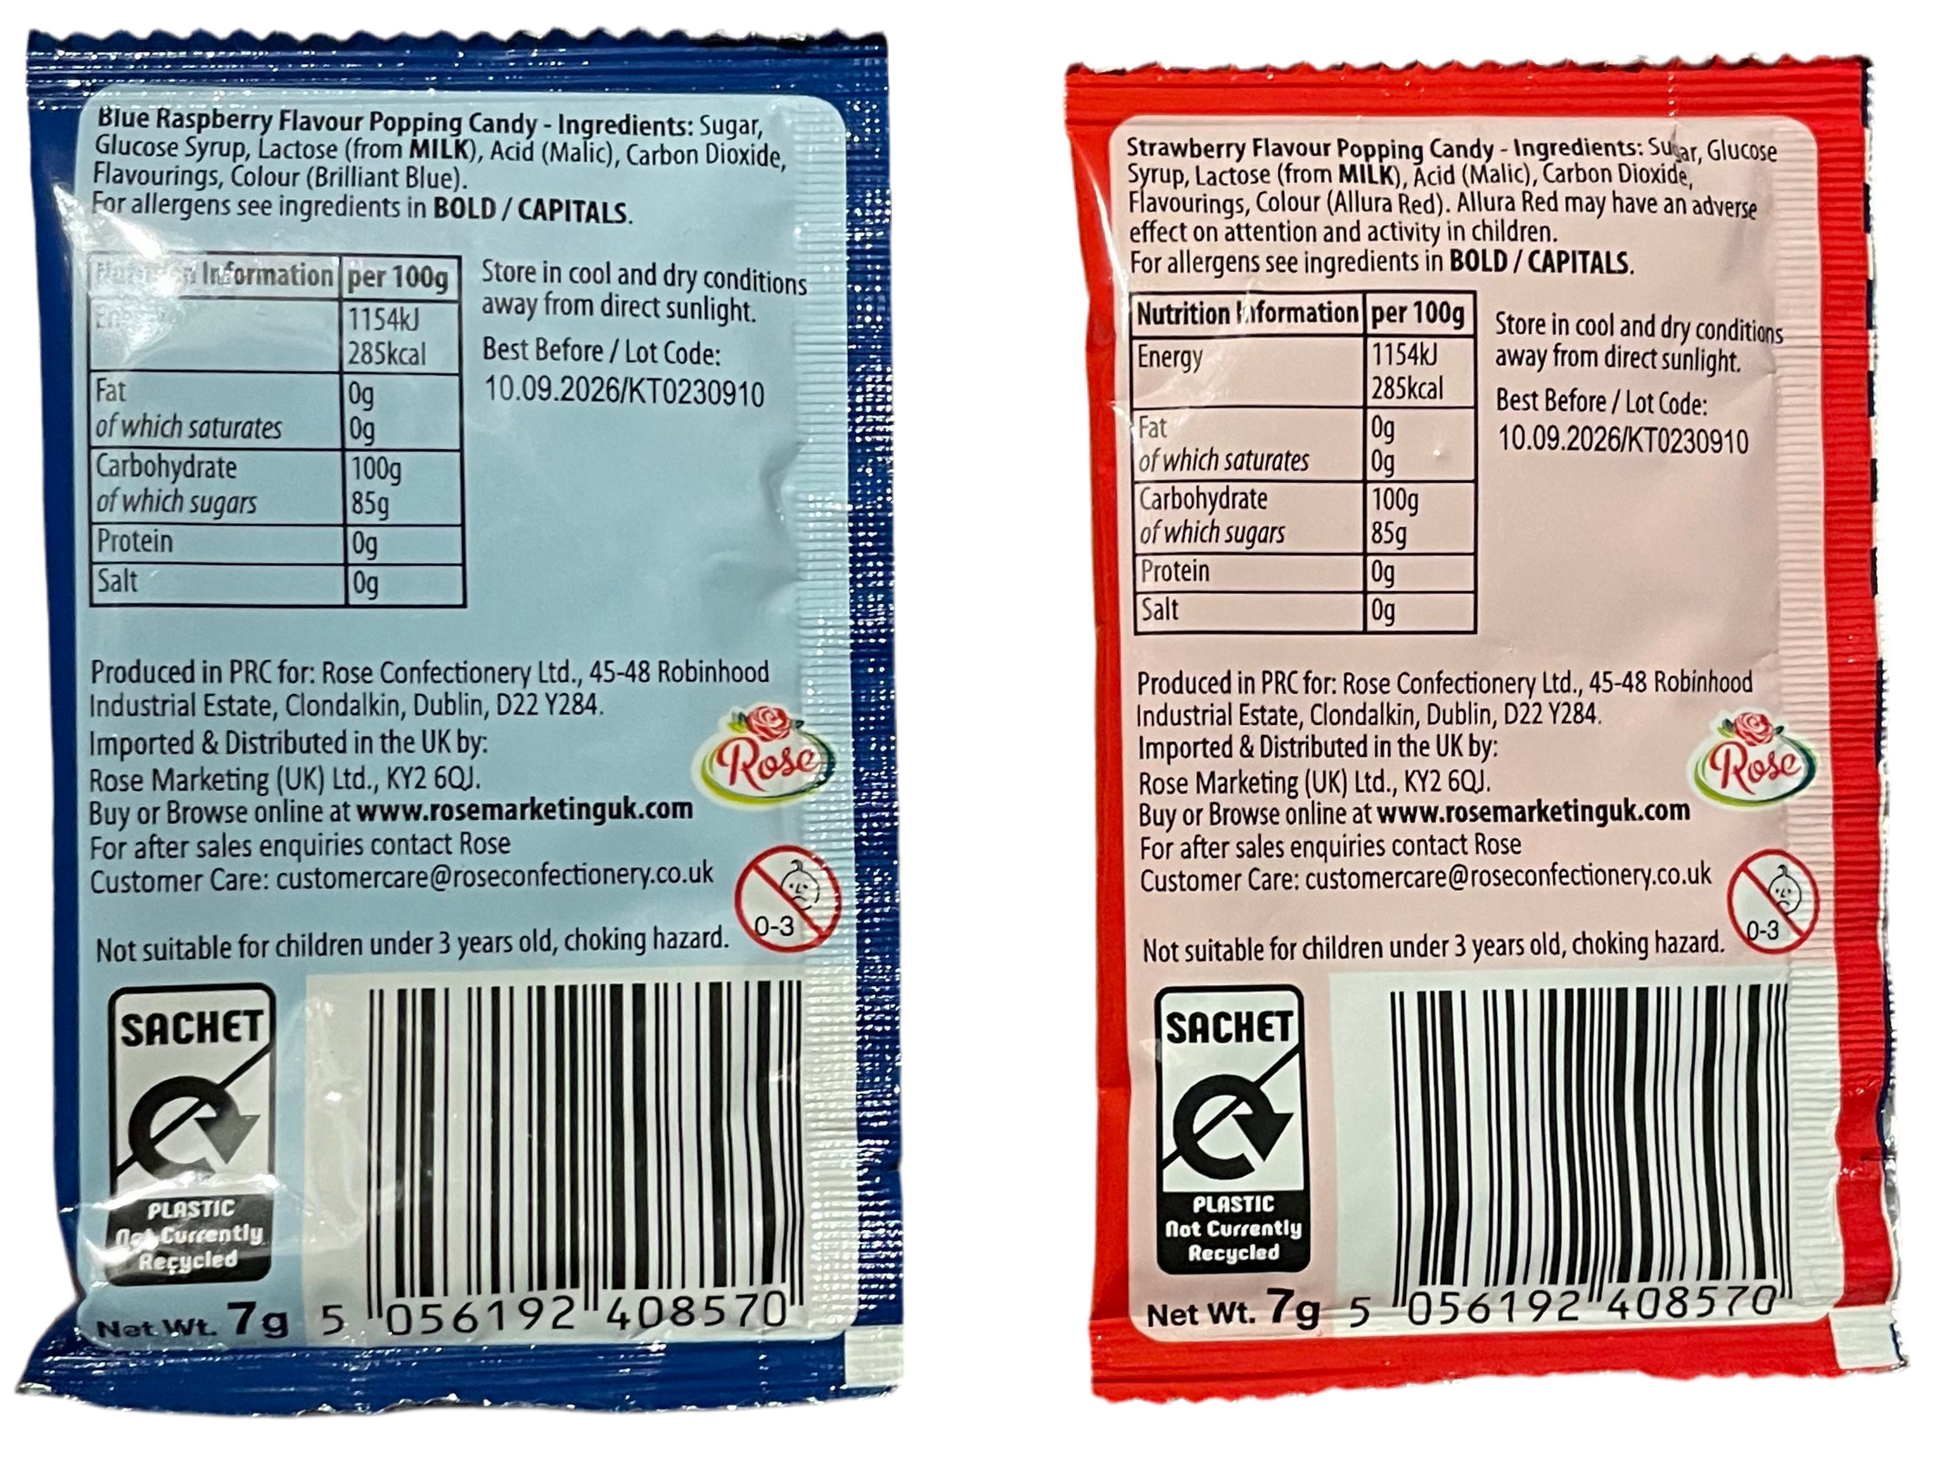 Blue Raspberry Flavour Popping Candy - Ingredients: Sugar,
Glucose Syrup, Lactose (from MILK), Acid (Malic), Carbon Dioxide,
Flavourings, Colour (Brilliant Blue).
For allergens see ingredients in BOLD / CAPITALS.
Information per 100g
1154kJ
285kcal
Fat 0g
of which saturates 0g
Carbohydrate 100g
of which sugars 85g
Protein 0g
Salt 0g
Store in cool and dry conditions
away from direct sunlight.
Best Before / Lot Code:
10.09.2026/KT0230910
Produced in PRC for: Rose Confectionery Ltd., 45-48 Robinhood
Industrial Estate, Clondalkin, Dublin, D22 Y284.
Imported & Distributed in the UK by:
Rose Marketing (UK) Ltd., KY2 6QJ.
Buy or Browse online at www.rosemarketinguk.com
For after sales enquiries contact Rose
Customer Care: customercare@roseconfectionery.co.uk
Rose
0-3
Not suitable for children under 3 years old, choking hazard.
SACHET
PLASTIC
Not Currently
Recycled
Net Wt. 7g
5 056192 408570
Strawberry Flavour Popping Candy - Ingredients: Sugar, Glucose
Syrup, Lactose (from MILK), Acid (Malic), Carbon Dioxide,
Flavourings, Colour (Allura Red). Allura Red may have an adverse
effect on attention and activity in children.
For allergens see ingredients in BOLD / CAPITALS.
Nutrition Information per 100g
Energy 1154kJ
285kcal
Fat 0g
of which saturates 0g
Carbohydrate 100g
of which sugars 85g
Protein 0g
Salt 0g
Store in cool and dry conditions
away from direct sunlight.
Best Before / Lot Code:
10.09.2026/KT0230910
Produced in PRC for: Rose Confectionery Ltd., 45-48 Robinhood
Industrial Estate, Clondalkin, Dublin, D22 Y284.
Imported & Distributed in the UK by:
Rose Marketing (UK) Ltd., KY2 6QJ.
Buy or Browse online at www.rosemarketinguk.com
For after sales enquiries contact Rose
Customer Care: customercare@roseconfectionery.co.uk
Rose
0-3
Not suitable for children under 3 years old, choking hazard.
SACHET
PLASTIC
Not Currently
Recycled
Net Wt. 7g
5 056192 408570